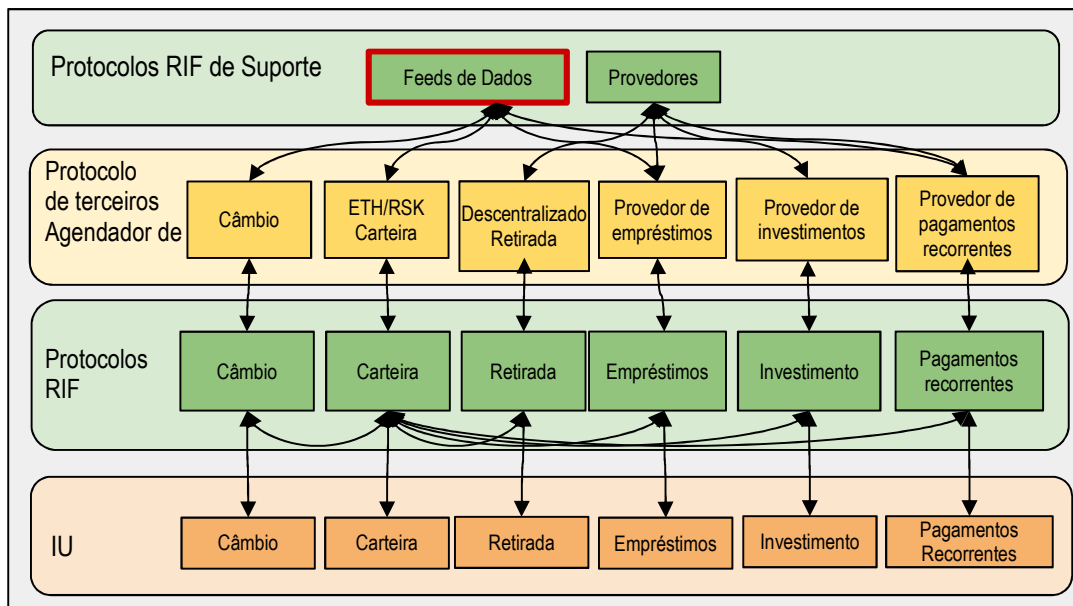 Protocolos RIF de Suporte
Feeds de Dados
Provedores
Protocolo
de terceiros
Agendador de
Câmbio
ETH/RSK
Carteira
Descentralizado
Retirada
Provedor de
empréstimos
Provedor de
investimentos
Provedor de
pagamentos
recorrentes
Protocolos
RIF
Câmbio
Carteira
Retirada
Empréstimos
Investimento
Pagamentos
recorrentes
IU
Câmbio
Carteira
Retirada
Empréstimos
Investimento
Pagamentos
Recorrentes